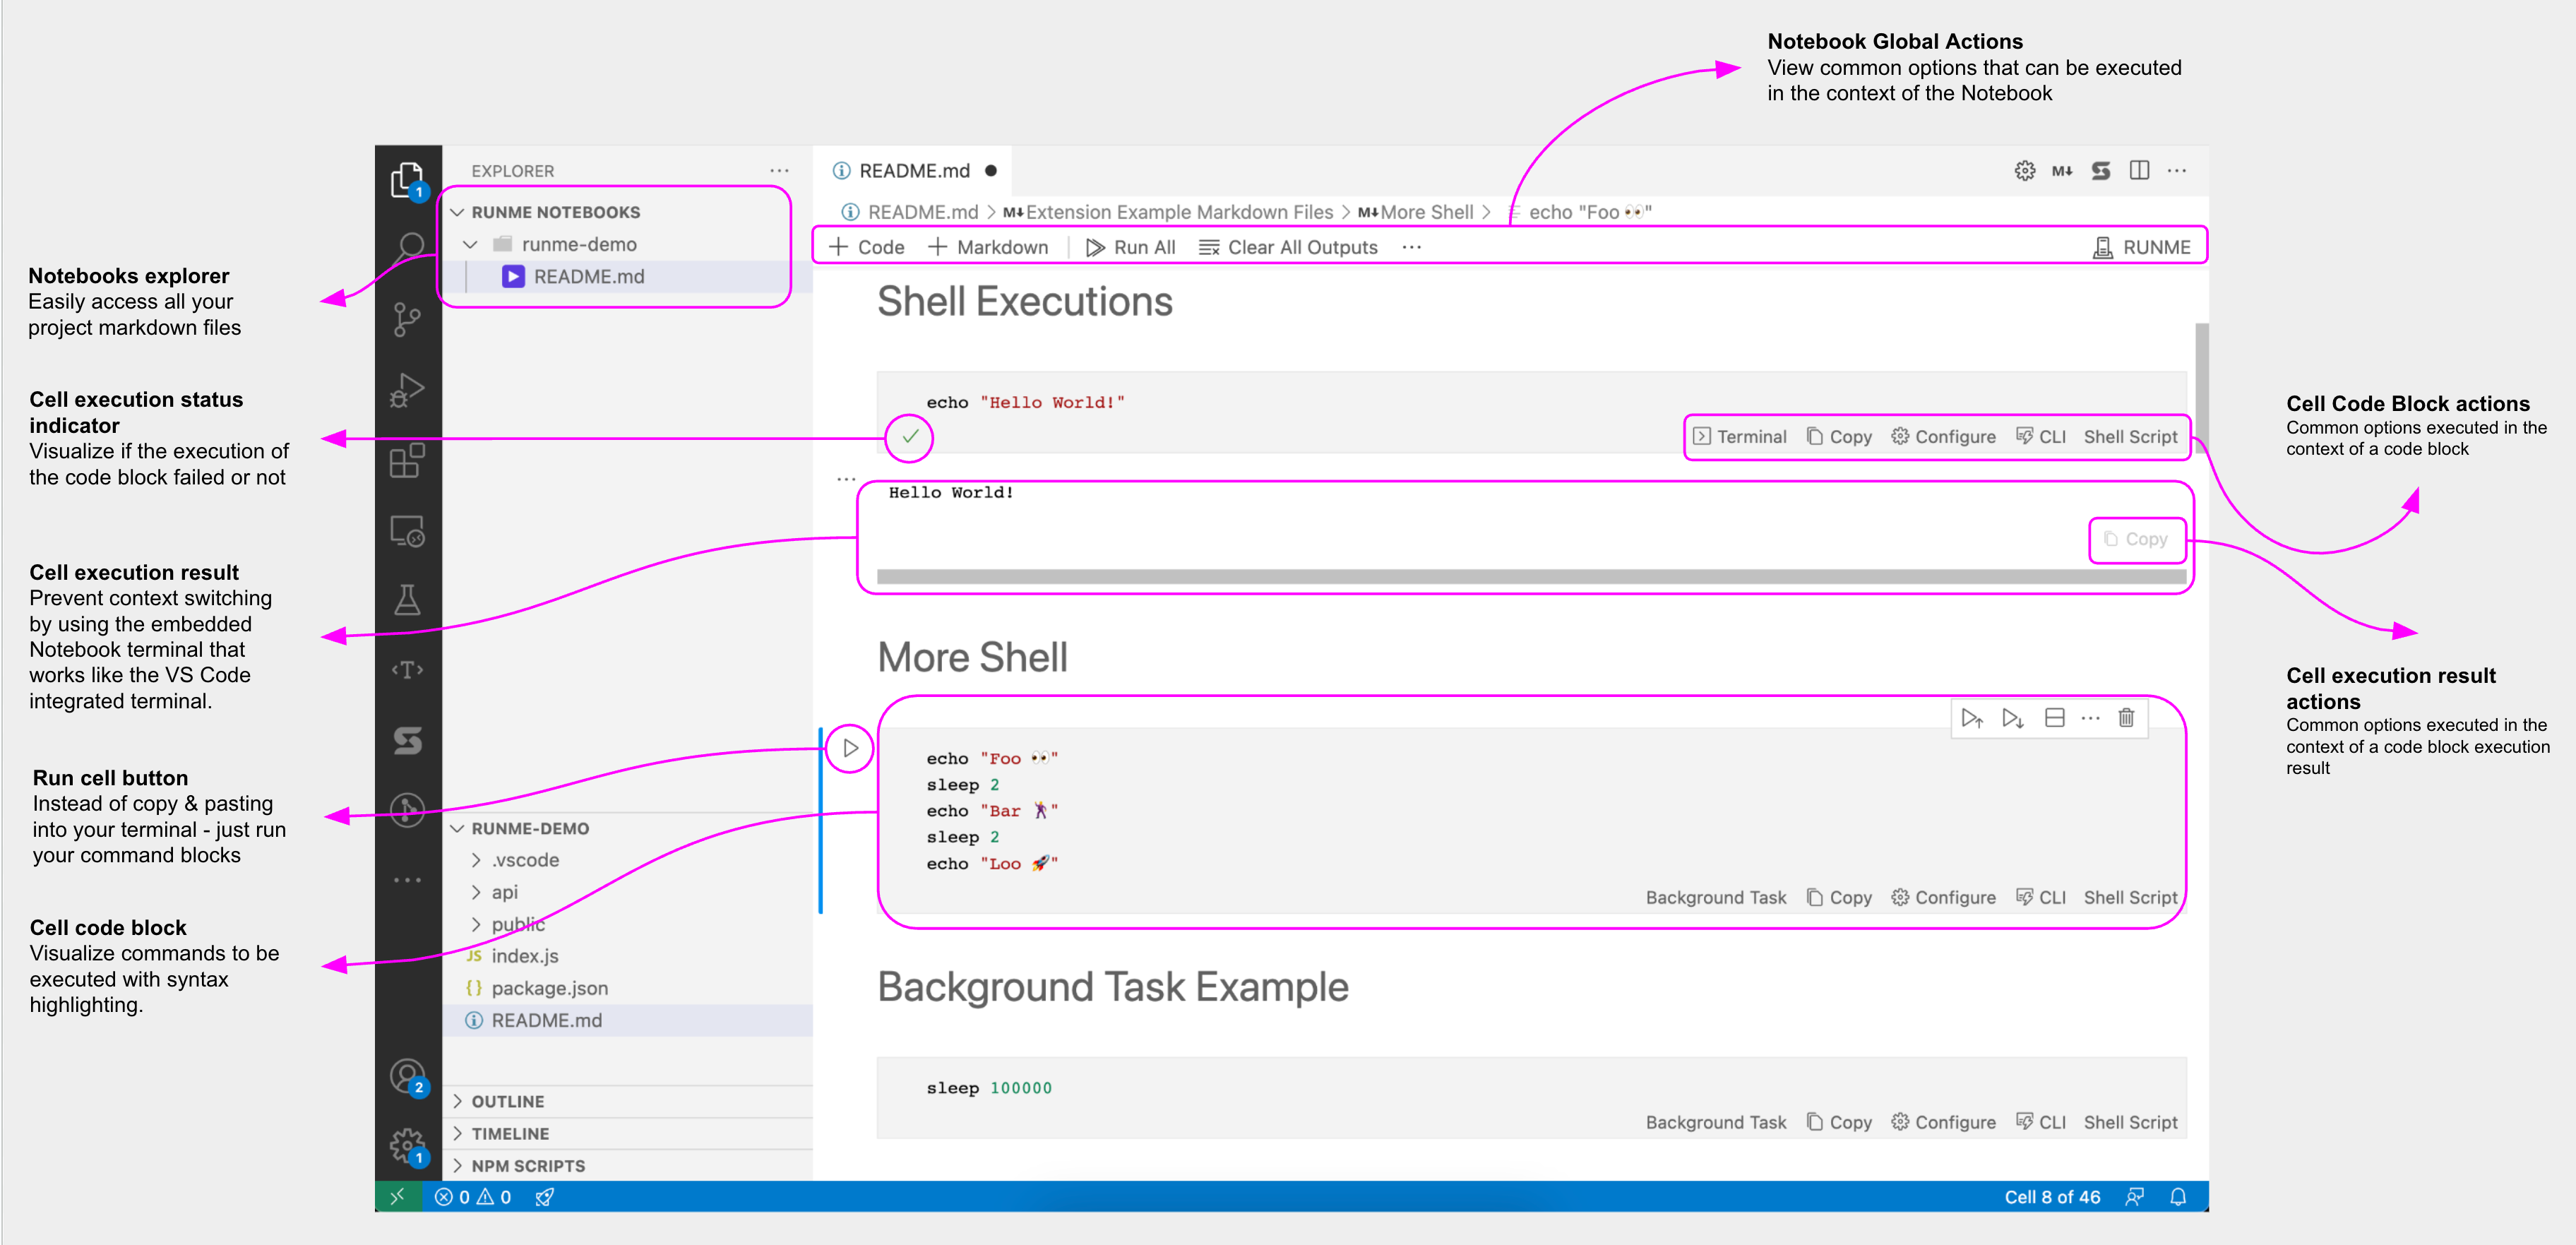 Notebook Global Actions
View common options that can be executed
in the context of the Notebook
Notebooks explorer
Easily access all your
project markdown files
Cell execution status
indicator
Visualize if the execution of
the code block failed or not
Cell execution result
Prevent context switching
by using the embedded
Notebook terminal that
works like the VS Code
integrated terminal.
Run cell button
Instead of copy & pasting
into your terminal - just run
your command blocks
Cell code block
Visualize commands to be
executed with syntax
highlighting.
1
2
1
EXPLORER ...
RUNME NOTEBOOKS
runme-demo
README.md
RUNME-DEMO
.vscode
api
public
JS index.js
{} package.json
README.md
OUTLINE
TIMELINE
NPM SCRIPTS
README.md ●
README.md > M↓Extension Example Markdown Files > M↓More Shell > echo "Foo 👀"
+ Code + Markdown Run All Clear All Outputs ... RUNME
Shell Executions
echo "Hello World!"
Terminal Copy Configure CLI Shell Script
...
Hello World!
Copy
More Shell
echo "Foo 👀"
sleep 2
echo "Bar 🕺"
sleep 2
echo "Loo 🚀"
Background Task Copy Configure CLI Shell Script
Background Task Example
sleep 100000
Background Task Copy Configure CLI Shell Script
0 0
Cell 8 of 46
Cell Code Block actions
Common options executed in the
context of a code block
Cell execution result
actions
Common options executed in the
context of a code block execution
result